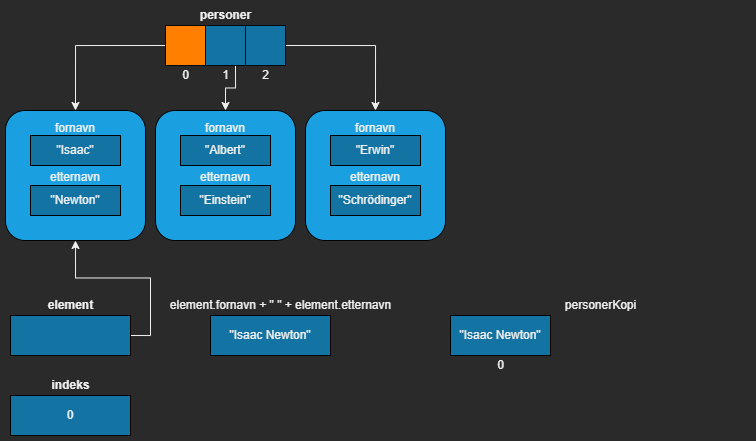 personer
0 1 2
fornavn fornavn fornavn
"Isaac" "Albert" "Erwin"
etternavn etternavn etternavn
"Newton" "Einstein" "Schrödinger"
element element.fornavn + " " + element.etternavn personerKopi
"Isaac Newton" "Isaac Newton"
0
indeks
0